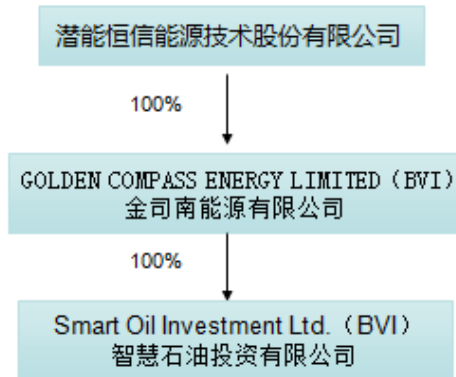 潜能恒信能源技术股份有限公司
100%
GOLDEN COMPASS ENERGY LIMITED（BVI）
金司南能源有限公司
100%
Smart Oil Investment Ltd.（BVI）
智慧石油投资有限公司